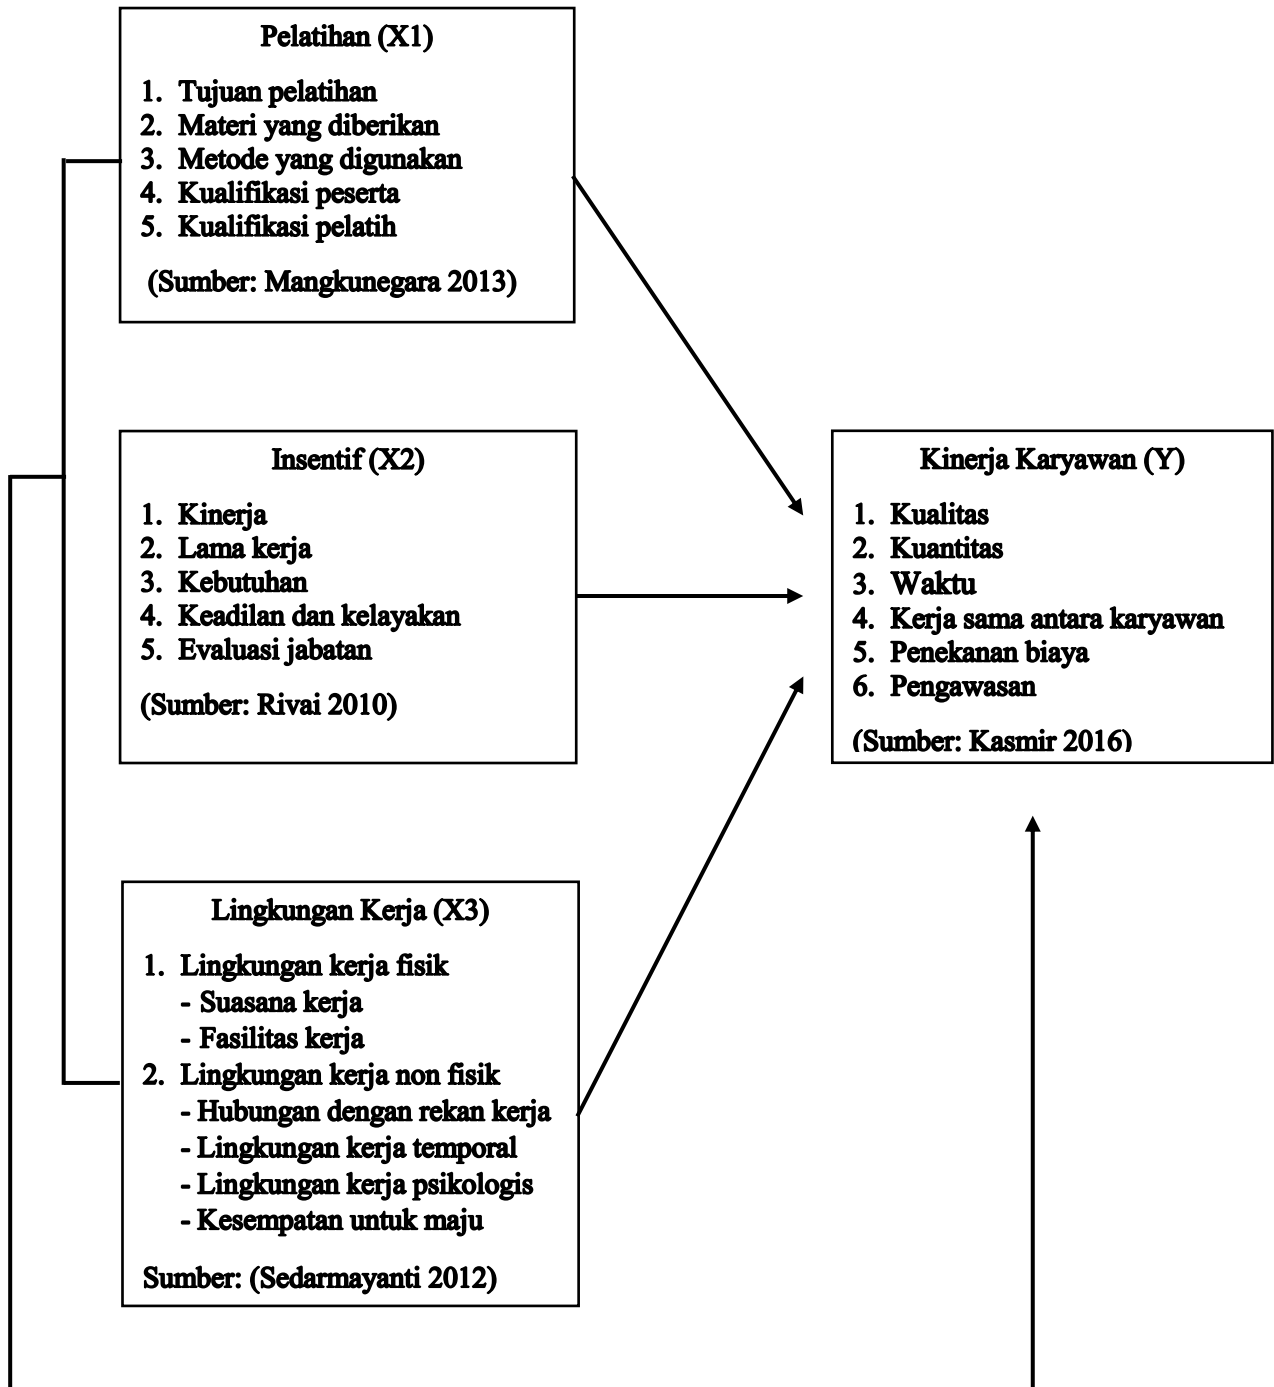 Pelatihan (X1)
1. Tujuan pelatihan
2. Materi yang diberikan
3. Metode yang digunakan
4. Kualifikasi peserta
5. Kualifikasi pelatih
(Sumber: Mangkunegara 2013)
Insentif (X2)
1. Kinerja
2. Lama kerja
3. Kebutuhan
4. Keadilan dan kelayakan
5. Evaluasi jabatan
(Sumber: Rivai 2010)
Kinerja Karyawan (Y)
1. Kualitas
2. Kuantitas
3. Waktu
4. Kerja sama antara karyawan
5. Penekanan biaya
6. Pengawasan
(Sumber: Kasmir 2016)
Lingkungan Kerja (X3)
1. Lingkungan kerja fisik
- Suasana kerja
- Fasilitas kerja
2. Lingkungan kerja non fisik
- Hubungan dengan rekan kerja
- Lingkungan kerja temporal
- Lingkungan kerja psikologis
- Kesempatan untuk maju
Sumber: (Sedarmayanti 2012)